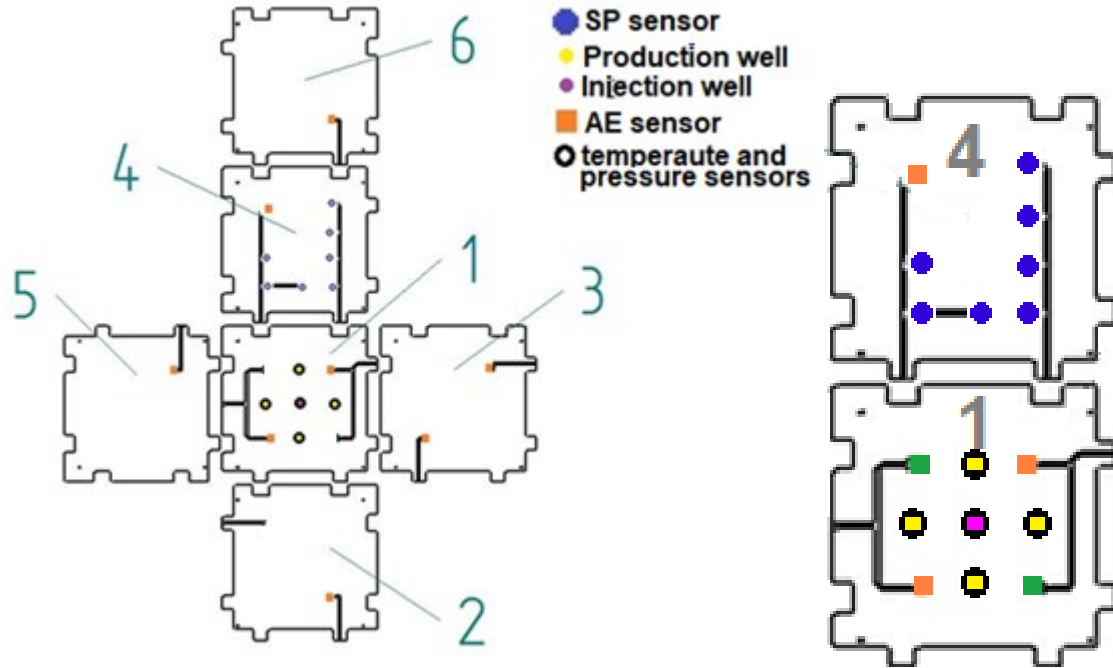 6
SP sensor
Production well
Injection well
AE sensor
temperaute and
pressure sensors
4
1
5
3
2
4
1